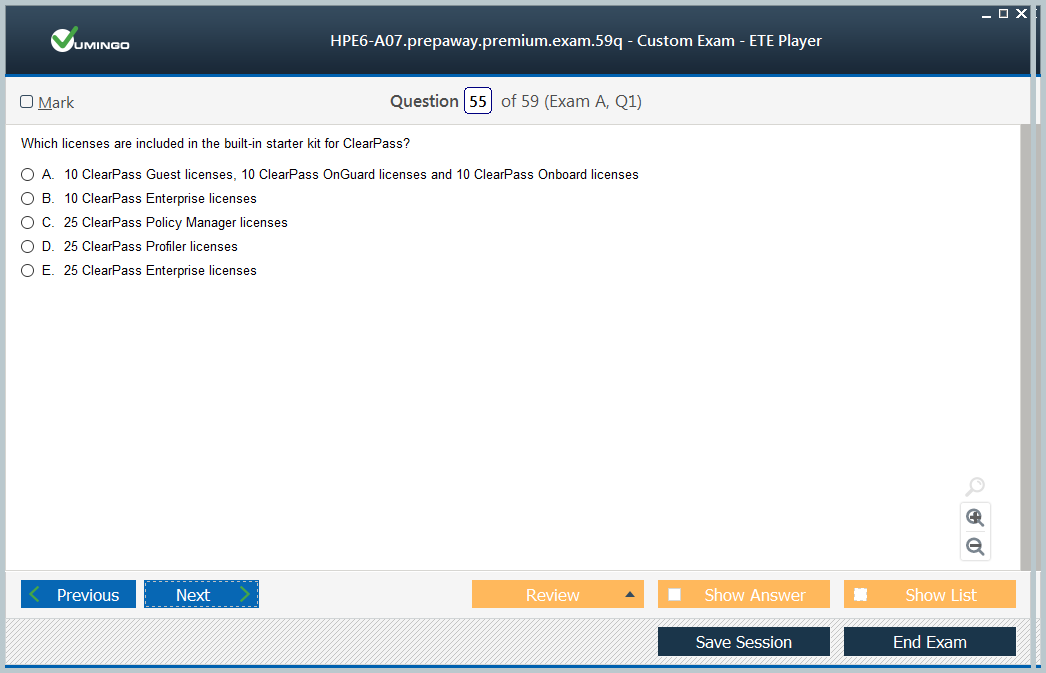 VUMINGO
HPE6-A07.prepaway.premium.exam.59q - Custom Exam - ETE Player
Mark
Question 55 of 59 (Exam A, Q1)
Which licenses are included in the built-in starter kit for ClearPass?
A. 10 ClearPass Guest licenses, 10 ClearPass OnGuard licenses and 10 ClearPass Onboard licenses
B. 10 ClearPass Enterprise licenses
C. 25 ClearPass Policy Manager licenses
D. 25 ClearPass Profiler licenses
E. 25 ClearPass Enterprise licenses
Previous Next Review Show Answer Show List
Save Session End Exam